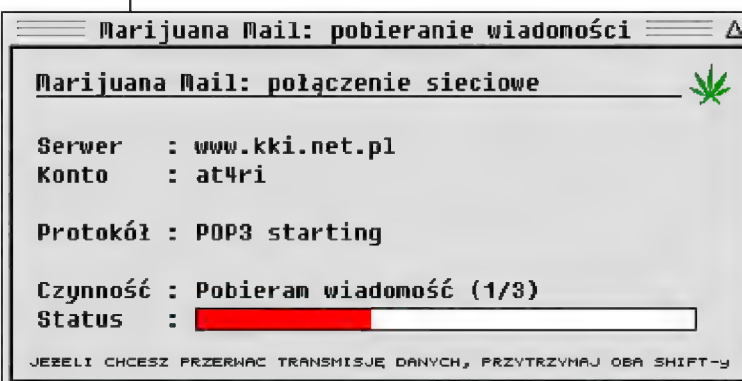 Marijuana Mail: pobieranie wiadomości
Marijuana Mail: połączenie sieciowe
Serwer : www.kki.net.pl
Konto : at4ri
Protokół : POP3 starting
Czynność : Pobieram wiadomość (1/3)
Status :
JEŻELI CHCESZ PRZERWAC TRANSMISJĘ DANYCH, PRZYTRZYMAJ OBA SHIFT-y